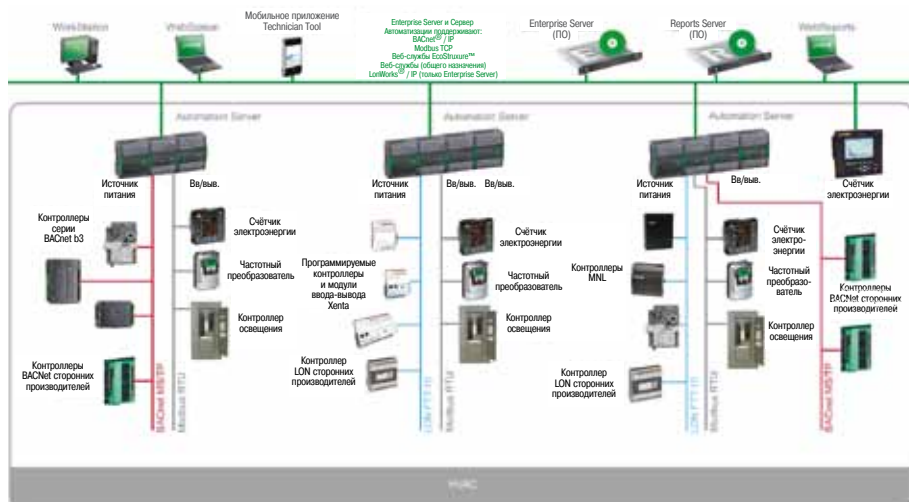 WorkStation
WebStation
Мобильное приложение
Technician Tool
Enterprise Server и Сервер
Автоматизации поддерживают:
BACnet® / IP
Modbus TCP
Веб-службы EcoStruxure™
Веб-службы (общего назначения)
LonWorks® / IP (только Enterprise Server)
Enterprise Server
(ПО)
Reports Server
(ПО)
WebReports
Automation Server
Источник
питания
Вв/выв.
Контроллеры
серии
BACnet b3
Счётчик
электроэнергии
Частотный
преобразователь
Контроллер
освещения
Контроллеры
BACNet сторонних
производителей
BACnet MS/TP
Modbus RTU
Automation Server
Источник
питания
Вв/выв.
Вв/выв.
Программируемые
контроллеры
и модули
ввода-вывода
Xenta
Счётчик
электроэнергии
Частотный
преобразователь
Контроллер
освещения
Контроллер
LON сторонних
производителей
LON FTT-10
Modbus RTU
Automation Server
Источник
питания
Вв/выв.
Счётчик
электроэнергии
Контроллеры
MNL
Счётчик
электро-
энергии
Частотный
преобразо-
ватель
Контроллер
освещения
Контроллер
LON сторонних
производителей
Контроллеры
BACNet сторонних
производителей
LON FTT-10
Modbus RTU
BACnet MS/TP
HVAC